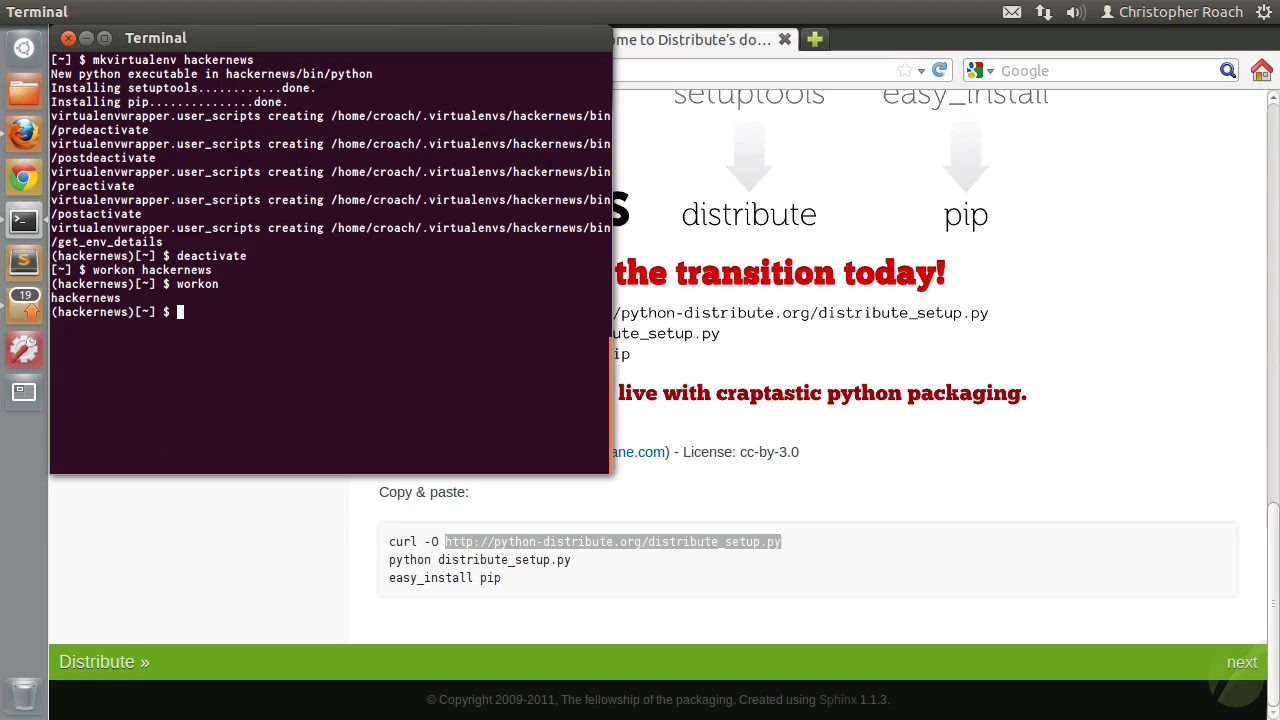 Terminal
Christopher Roach
Terminal
[~] $ mkvirtualenv hackernews
New python executable in hackernews/bin/python
Installing setuptools............done.
Installing pip...............done.
virtualenvwrapper.user_scripts creating /home/croach/.virtualenvs/hackernews/bin
/predeactivate
virtualenvwrapper.user_scripts creating /home/croach/.virtualenvs/hackernews/bin
/postdeactivate
virtualenvwrapper.user_scripts creating /home/croach/.virtualenvs/hackernews/bin
/preactivate
virtualenvwrapper.user_scripts creating /home/croach/.virtualenvs/hackernews/bin
/postactivate
virtualenvwrapper.user_scripts creating /home/croach/.virtualenvs/hackernews/bin
/get_env_details
(hackernews)[~] $ deactivate
[~] $ workon hackernews
(hackernews)[~] $ workon
hackernews
(hackernews)[~] $
19
ome to Distribute's do...
Google
setuptools easy_install
s distribute pip
the transition today!
/python-distribute.org/distribute_setup.py
ute_setup.py
ip
live with craptastic python packaging.
ane.com) - License: cc-by-3.0
Copy & paste:
curl -O http://python-distribute.org/distribute_setup.py
python distribute_setup.py
easy_install pip
Distribute »
next
© Copyright 2009-2011, The fellowship of the packaging. Created using Sphinx 1.1.3.